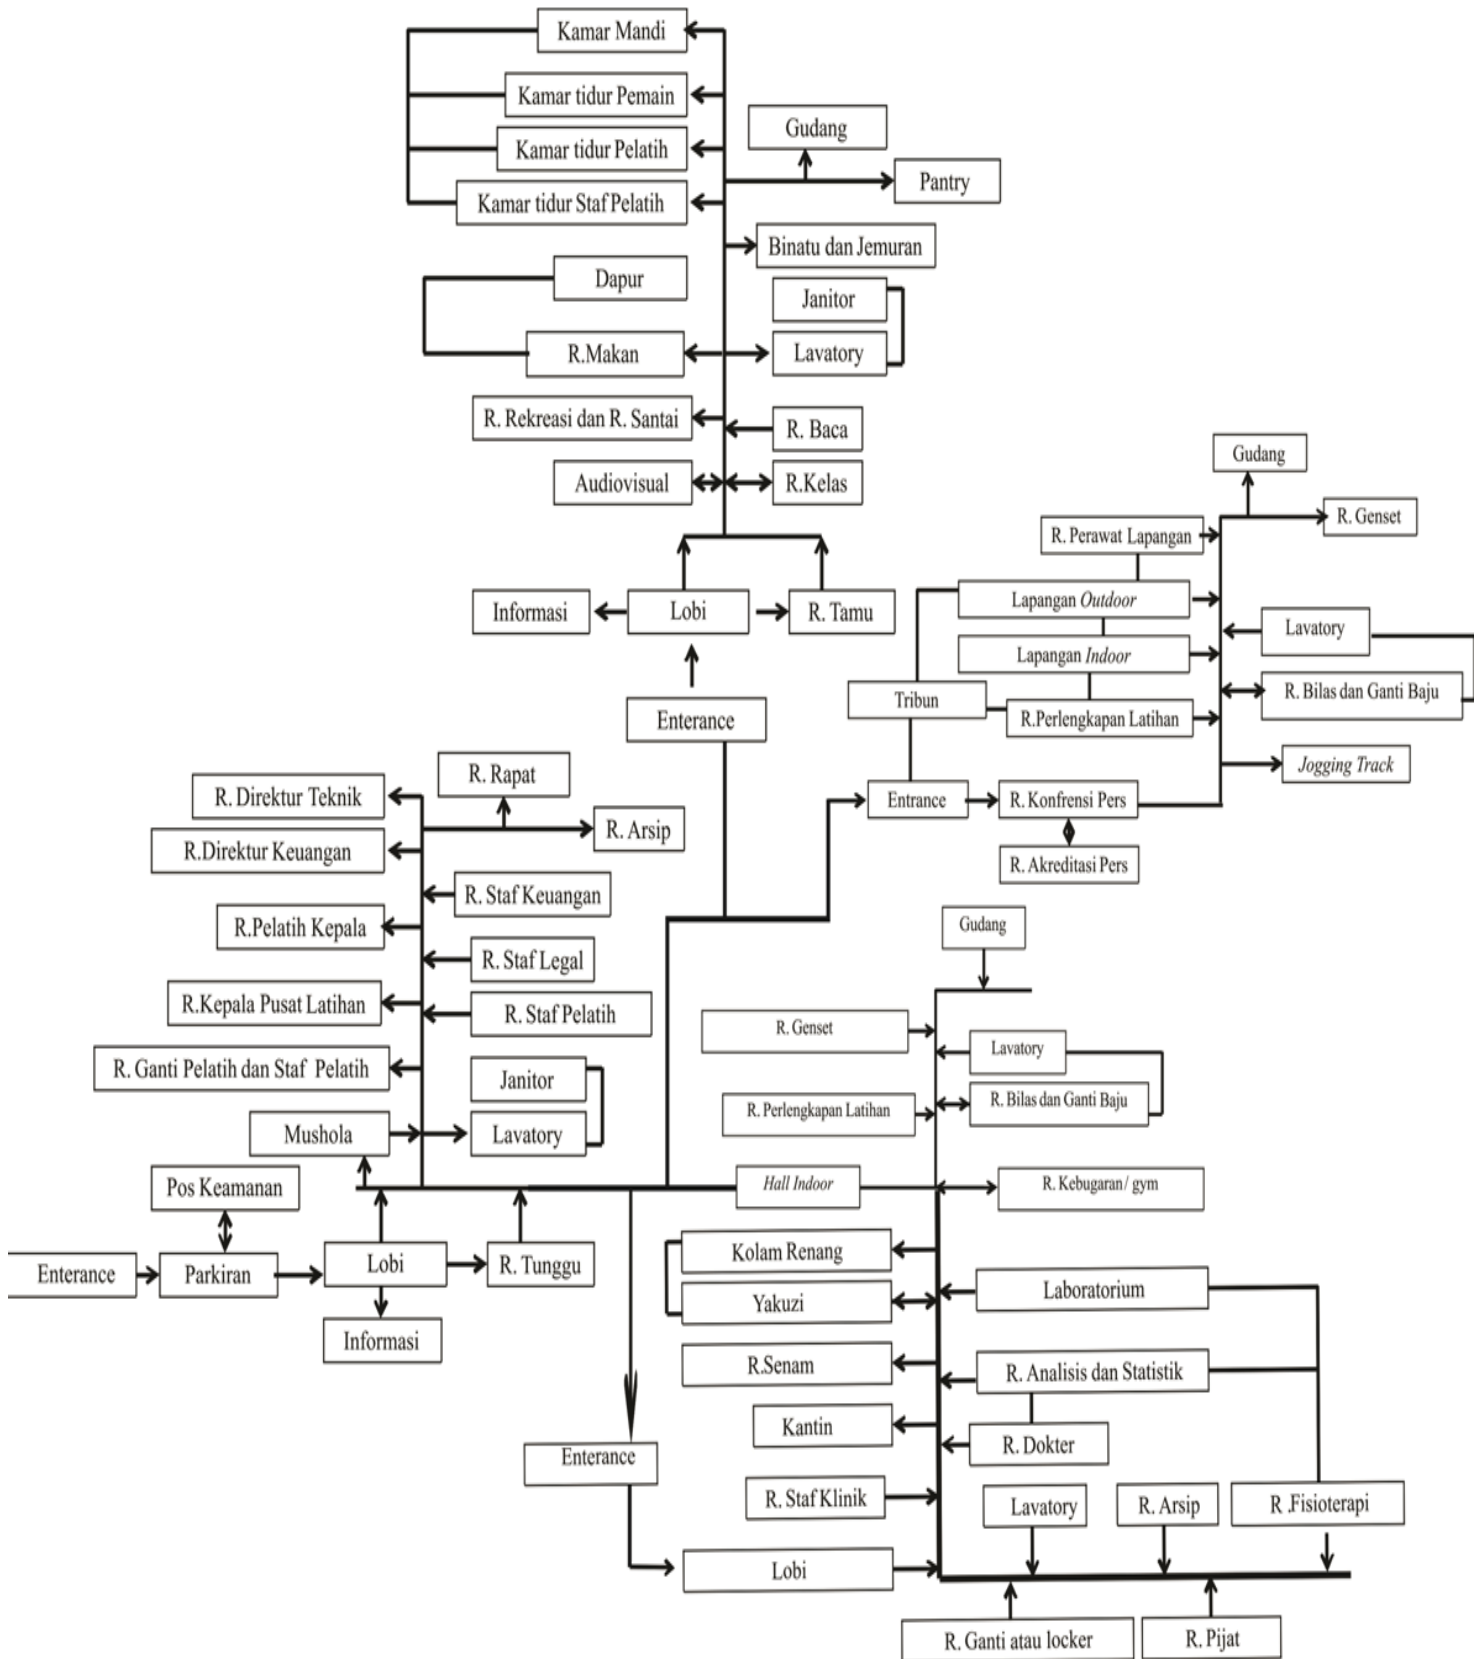 Kamar Mandi
Kamar tidur Pemain
Gudang
Kamar tidur Pelatih
Pantry
Kamar tidur Staf Pelatih
Binatu dan Jemuran
Dapur
Janitor
R.Makan
Lavatory
R. Rekreasi dan R. Santai
R. Baca
Audiovisual
R.Kelas
Informasi
Lobi
R. Tamu
Enterance
Gudang
R. Genset
R. Perawat Lapangan
Lapangan Outdoor
Lavatory
Lapangan Indoor
Tribun
R. Bilas dan Ganti Baju
R.Perlengkapan Latihan
Jogging Track
Entrance
R. Konfrensi Pers
R. Akreditasi Pers
R. Rapat
R. Direktur Teknik
R. Arsip
R.Direktur Keuangan
R. Staf Keuangan
R.Pelatih Kepala
R. Staf Legal
R.Kepala Pusat Latihan
R. Staf Pelatih
R. Ganti Pelatih dan Staf Pelatih
Janitor
Mushola
Lavatory
Pos Keamanan
Enterance
Parkiran
Lobi
R. Tunggu
Informasi
Gudang
R. Genset
Lavatory
R. Perlengkapan Latihan
R. Bilas dan Ganti Baju
Hall Indoor
R. Kebugaran / gym
Kolam Renang
Laboratorium
Yakuzi
R.Senam
R. Analisis dan Statistik
Kantin
R. Dokter
Enterance
R. Staf Klinik
Lavatory
R. Arsip
R .Fisioterapi
Lobi
R. Ganti atau locker
R. Pijat